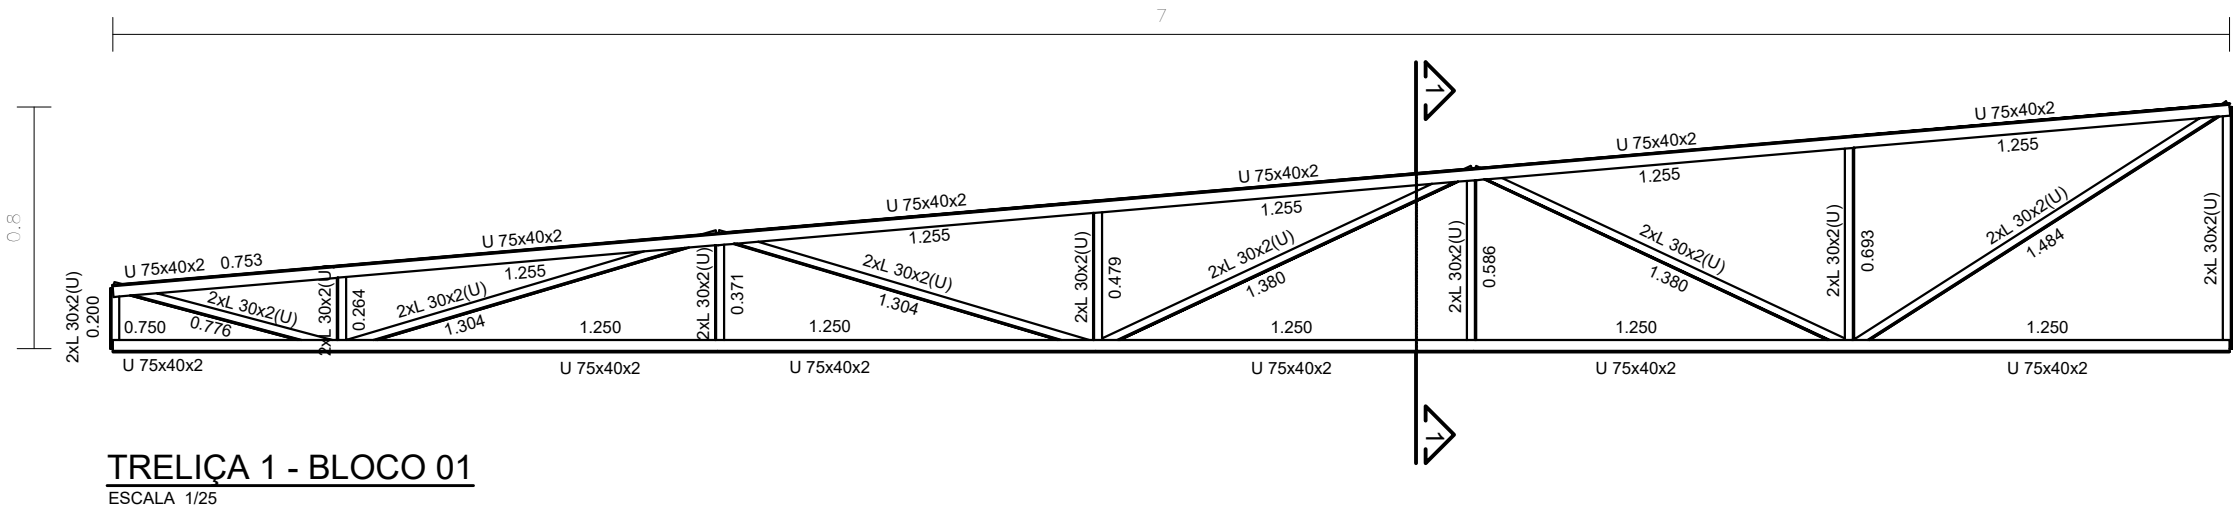 7
0.8
U 75x40x2
0.753
U 75x40x2
1.255
U 75x40x2
1.255
U 75x40x2
1.255
U 75x40x2
1.255
U 75x40x2
1.255
1
2xL 30x2(U)
0.200
2xL 30x2(U)
0.776
2xL 30x2(U
0.264
2xL 30x2(U)
1.304
2xL 30x2(U)
0.371
2xL 30x2(U)
1.304
2xL 30x2(U)
0.479
2xL 30x2(U)
1.380
2xL 30x2(U)
0.586
2xL 30x2(U)
1.380
2xL 30x2(U)
0.693
2xL 30x2(U)
1.484
2xL 30x2(U)
0.750
1.250
1.250
1.250
1.250
1.250
U 75x40x2
U 75x40x2
U 75x40x2
U 75x40x2
U 75x40x2
U 75x40x2
1
TRELIÇA 1 - BLOCO 01
ESCALA 1/25